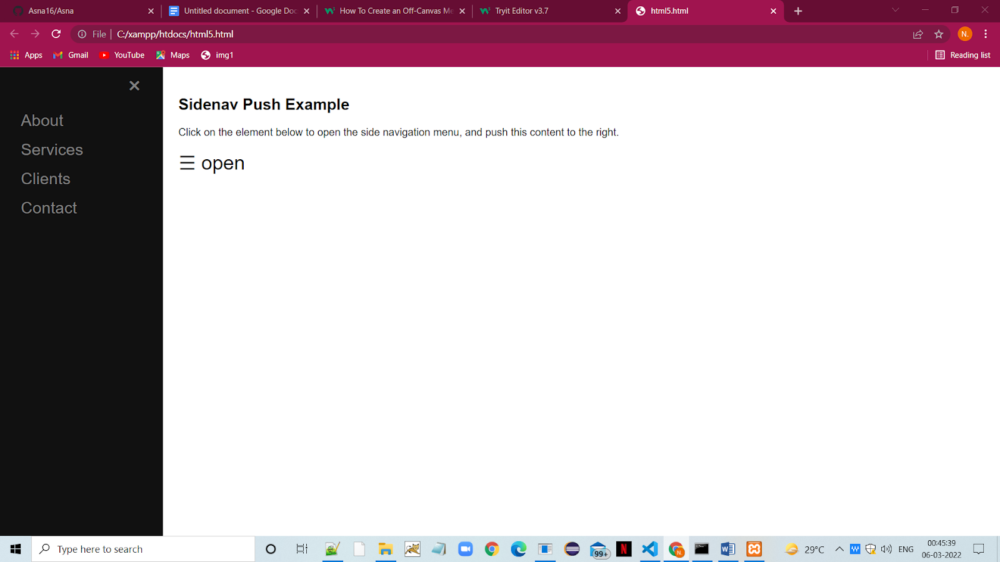 Asna16/Asna
Untitled document - Google Doc
How To Create an Off-Canvas Me
Tryit Editor v3.7
html5.html
File | C:/xampp/htdocs/html5.html
N.
Apps
Gmail
YouTube
Maps
img1
Reading list
×
About
Services
Clients
Contact
Sidenav Push Example
Click on the element below to open the side navigation menu, and push this content to the right.
☰ open
Type here to search
99+
N
29°C
ENG
00:45:39
06-03-2022